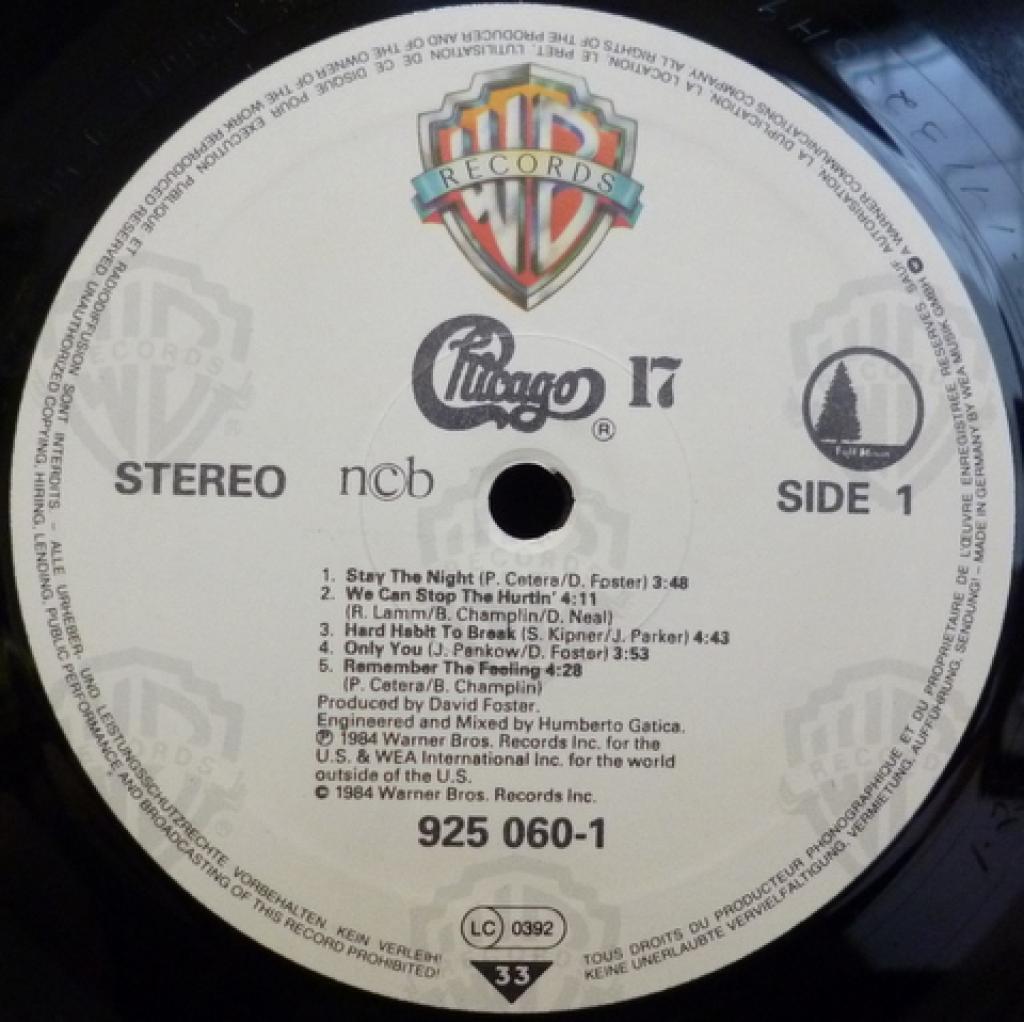 WB
RECORDS
Chicago 17
®
STEREO
ncb
Full Moon
SIDE 1
1. Stay The Night (P. Cetera/D. Foster) 3:48
2. We Can Stop The Hurtin' 4:11
(R. Lamm/B. Champlin/D. Neal)
3. Hard Habit To Break (S. Kipner/J. Parker) 4:43
4. Only You (J. Pankow/D. Foster) 3:53
5. Remember The Feeling 4:28
(P. Cetera/B. Champlin)
Produced by David Foster.
Engineered and Mixed by Humberto Gatica.
℗ 1984 Warner Bros. Records Inc. for the
U.S. & WEA International Inc. for the world
outside of the U.S.
© 1984 Warner Bros. Records Inc.
925 060-1
LC 0392
33
TOUS DROITS DU PRODUCTEUR PHONOGRAPHIQUE ET DU PROPRIETAIRE DE L'ŒUVRE ENREGISTREE RESERVES. SAUF AUTORISATION, LA DUPLICATION, LA LOCATION, LE PRET, L'UTILISATION DE CE DISQUE POUR EXECUTION PUBLIQUE ET RADIODIFFUSION SONT INTERDITS – ALLE URHEBER- UND LEISTUNGSSCHUTZRECHTE VORBEHALTEN. KEIN VERLEIH!
KEINE UNERLAUBTE VERVIELFÄLTIGUNG, VERMIETUNG, AUFFÜHRUNG, SENDUNG! – MADE IN GERMANY BY WEA MUSIK GMBH A WARNER COMMUNICATIONS COMPANY. ALL RIGHTS OF THE PRODUCER AND OF THE OWNER OF THE WORK REPRODUCED RESERVED. UNAUTHORIZED COPYING, HIRING, LENDING, PUBLIC PERFORMANCE AND BROADCASTING OF THIS RECORD PROHIBITED!